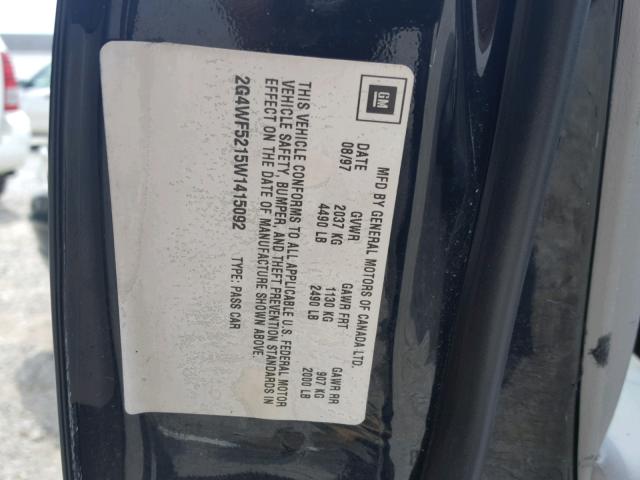 GM
MFD BY GENERAL MOTORS OF CANADA LTD.
DATE GVWR GAWR FRT GAWR RR
08/97 2037 KG 1130 KG 907 KG
4490 LB 2490 LB 2000 LB
THIS VEHICLE CONFORMS TO ALL APPLICABLE U.S. FEDERAL MOTOR
VEHICLE SAFETY, BUMPER, AND THEFT PREVENTION STANDARDS IN
EFFECT ON THE DATE OF MANUFACTURE SHOWN ABOVE.
2G4WF5215W1415092 TYPE: PASS CAR